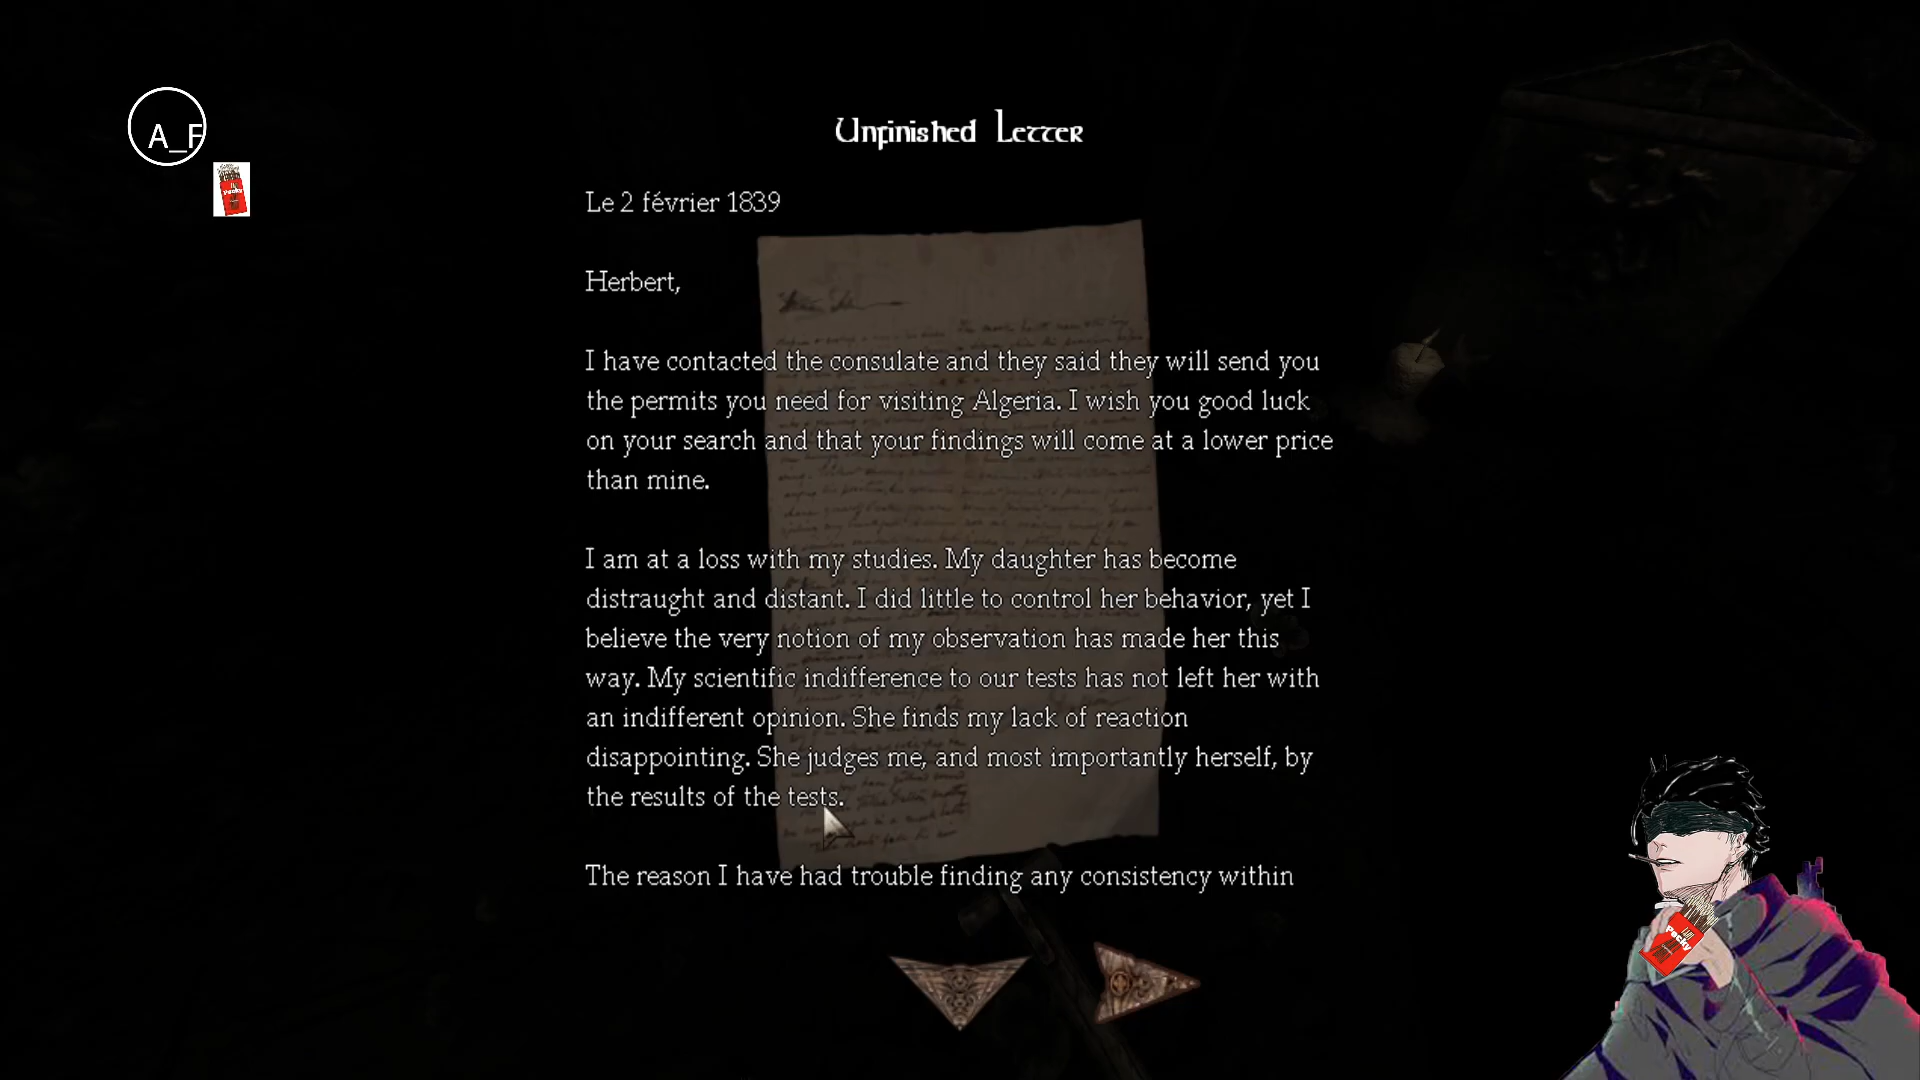 A_F
Pocky
Unfinished Letter
Le 2 février 1839
Herbert,
I have contacted the consulate and they said they will send you
the permits you need for visiting Algeria. I wish you good luck
on your search and that your findings will come at a lower price
than mine.
I am at a loss with my studies. My daughter has become
distraught and distant. I did little to control her behavior, yet I
believe the very notion of my observation has made her this
way. My scientific indifference to our tests has not left her with
an indifferent opinion. She finds my lack of reaction
disappointing. She judges me, and most importantly herself, by
the results of the tests.
The reason I have had trouble finding any consistency within
Pocky